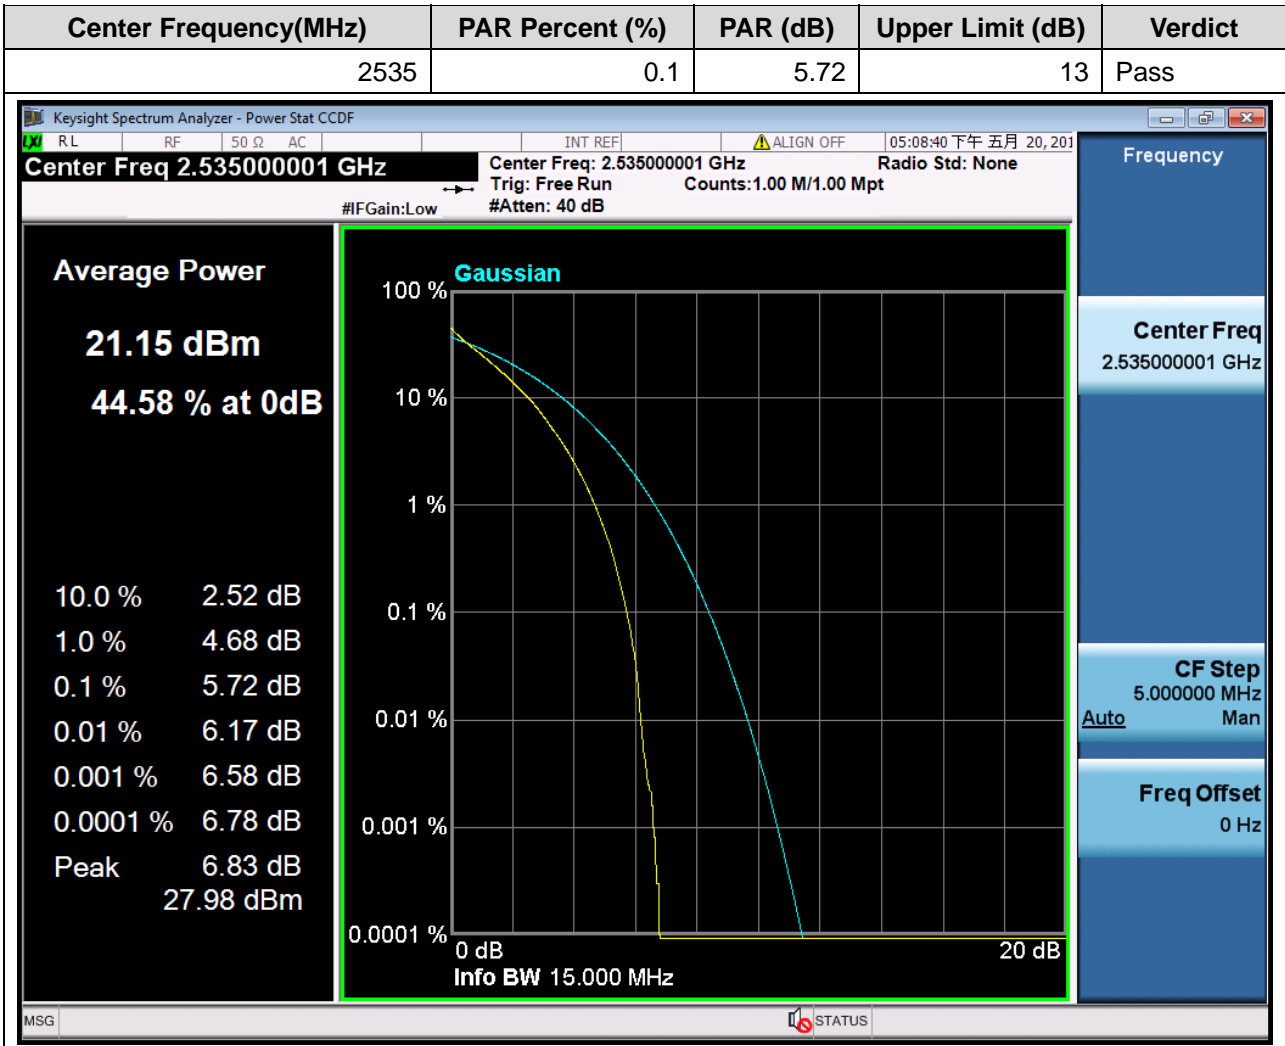 Center Frequency(MHz) PAR Percent (%) PAR (dB) Upper Limit (dB) Verdict
2535 0.1 5.72 13 Pass
Keysight Spectrum Analyzer - Power Stat CCDF
LXI RL RF 50 Ω AC INT REF ALIGN OFF 05:08:40 下午 五月 20, 201
Center Freq 2.535000001 GHz
Center Freq: 2.535000001 GHz Radio Std: None
Trig: Free Run Counts:1.00 M/1.00 Mpt
#IFGain:Low #Atten: 40 dB
Average Power
21.15 dBm
44.58 % at 0dB
10.0 % 2.52 dB
1.0 % 4.68 dB
0.1 % 5.72 dB
0.01 % 6.17 dB
0.001 % 6.58 dB
0.0001 % 6.78 dB
Peak 6.83 dB
27.98 dBm
Gaussian
100 %
10 %
1 %
0.1 %
0.01 %
0.001 %
0.0001 %
0 dB 20 dB
Info BW 15.000 MHz
Frequency
Center Freq
2.535000001 GHz
CF Step
5.000000 MHz
Auto Man
Freq Offset
0 Hz
MSG STATUS